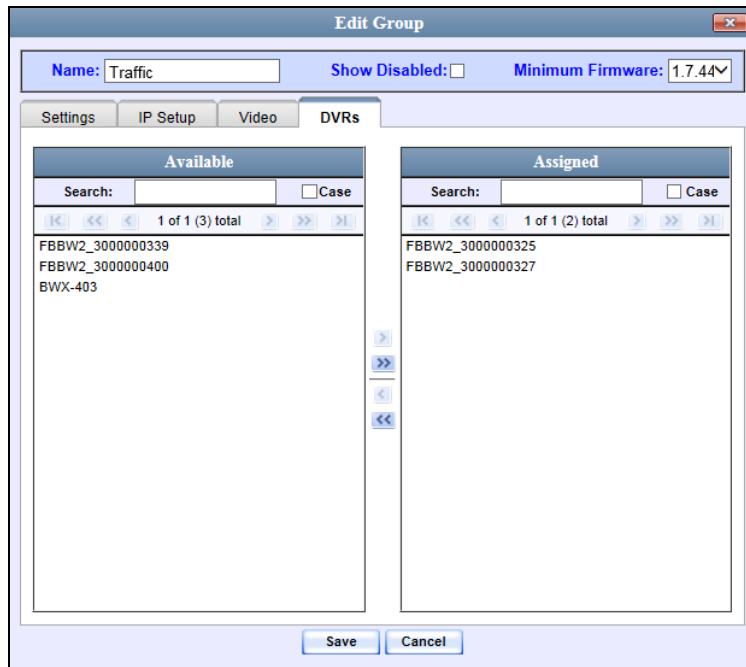 Edit Group
Name: Traffic Show Disabled: Minimum Firmware: 1.7.44
Settings IP Setup Video DVRs
Available
Search: Case
1 of 1 (3) total
FBBW2_3000000339
FBBW2_3000000400
BWX-403
Assigned
Search: Case
1 of 1 (2) total
FBBW2_3000000325
FBBW2_3000000327
Save Cancel